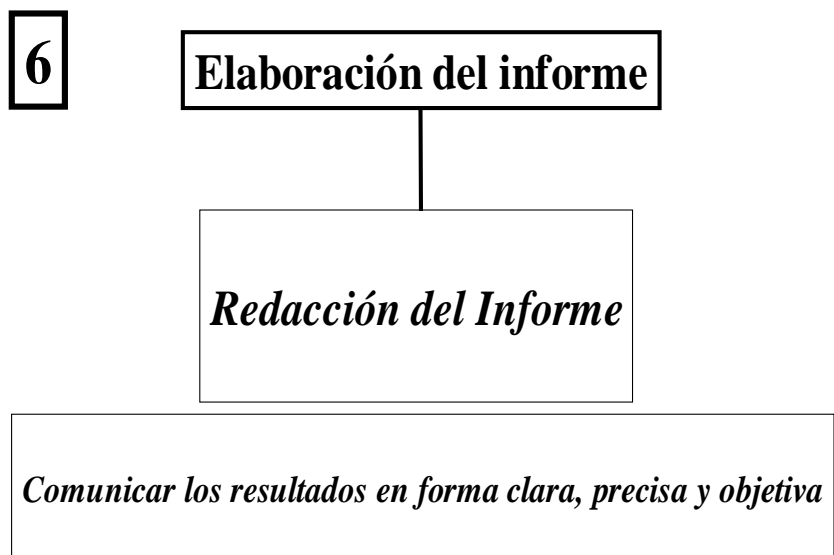 6
Elaboración del informe
Redacción del Informe
Comunicar los resultados en forma clara, precisa y objetiva